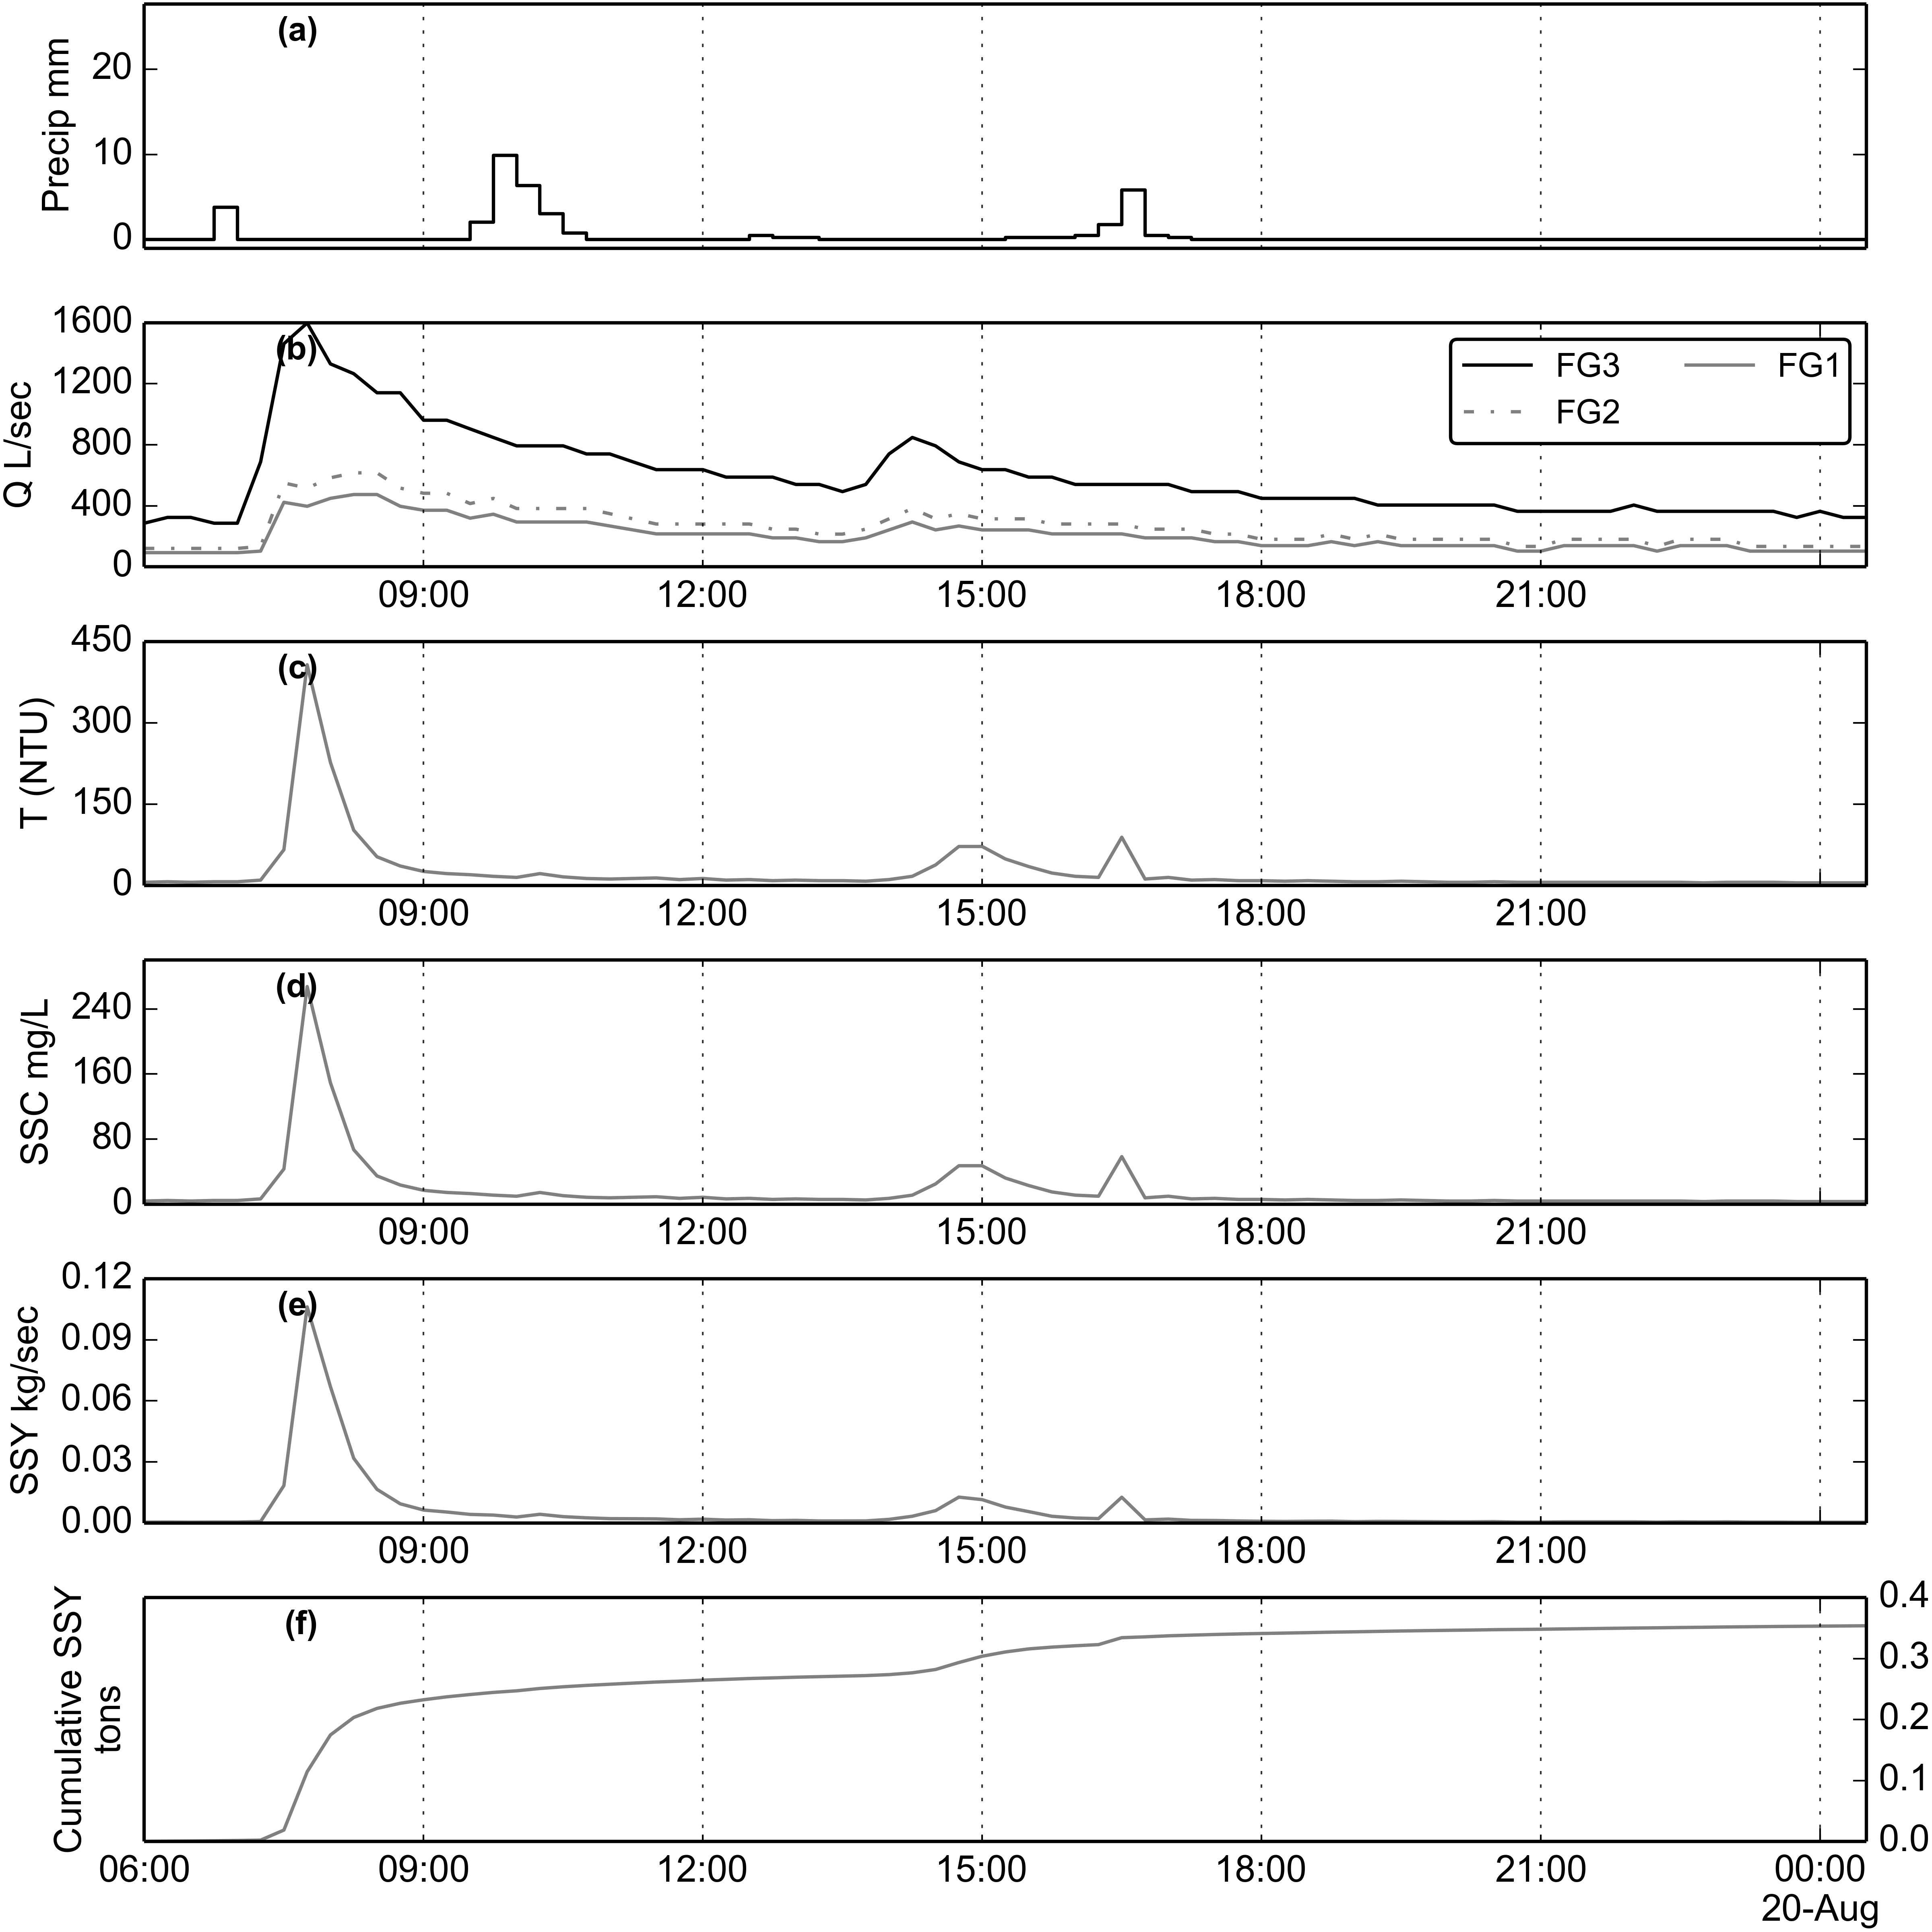 (a)
Precip mm
20
10
0
(b)
Q L/sec
1600
1200
800
400
0
FG3
FG1
FG2
09:00 12:00 15:00 18:00 21:00
(c)
T (NTU)
450
300
150
0
09:00 12:00 15:00 18:00 21:00
(d)
SSC mg/L
240
160
80
0
09:00 12:00 15:00 18:00 21:00
(e)
SSY kg/sec
0.12
0.09
0.06
0.03
0.00
09:00 12:00 15:00 18:00 21:00
(f)
Cumulative SSY
tons
0.4
0.3
0.2
0.1
0.0
06:00 09:00 12:00 15:00 18:00 21:00 00:00
20-Aug